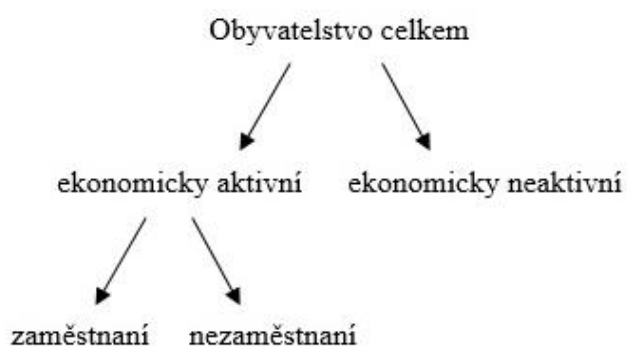 Obyvatelstvo celkem
ekonomicky aktivní ekonomicky neaktivní
zaměstnaní nezaměstnaní